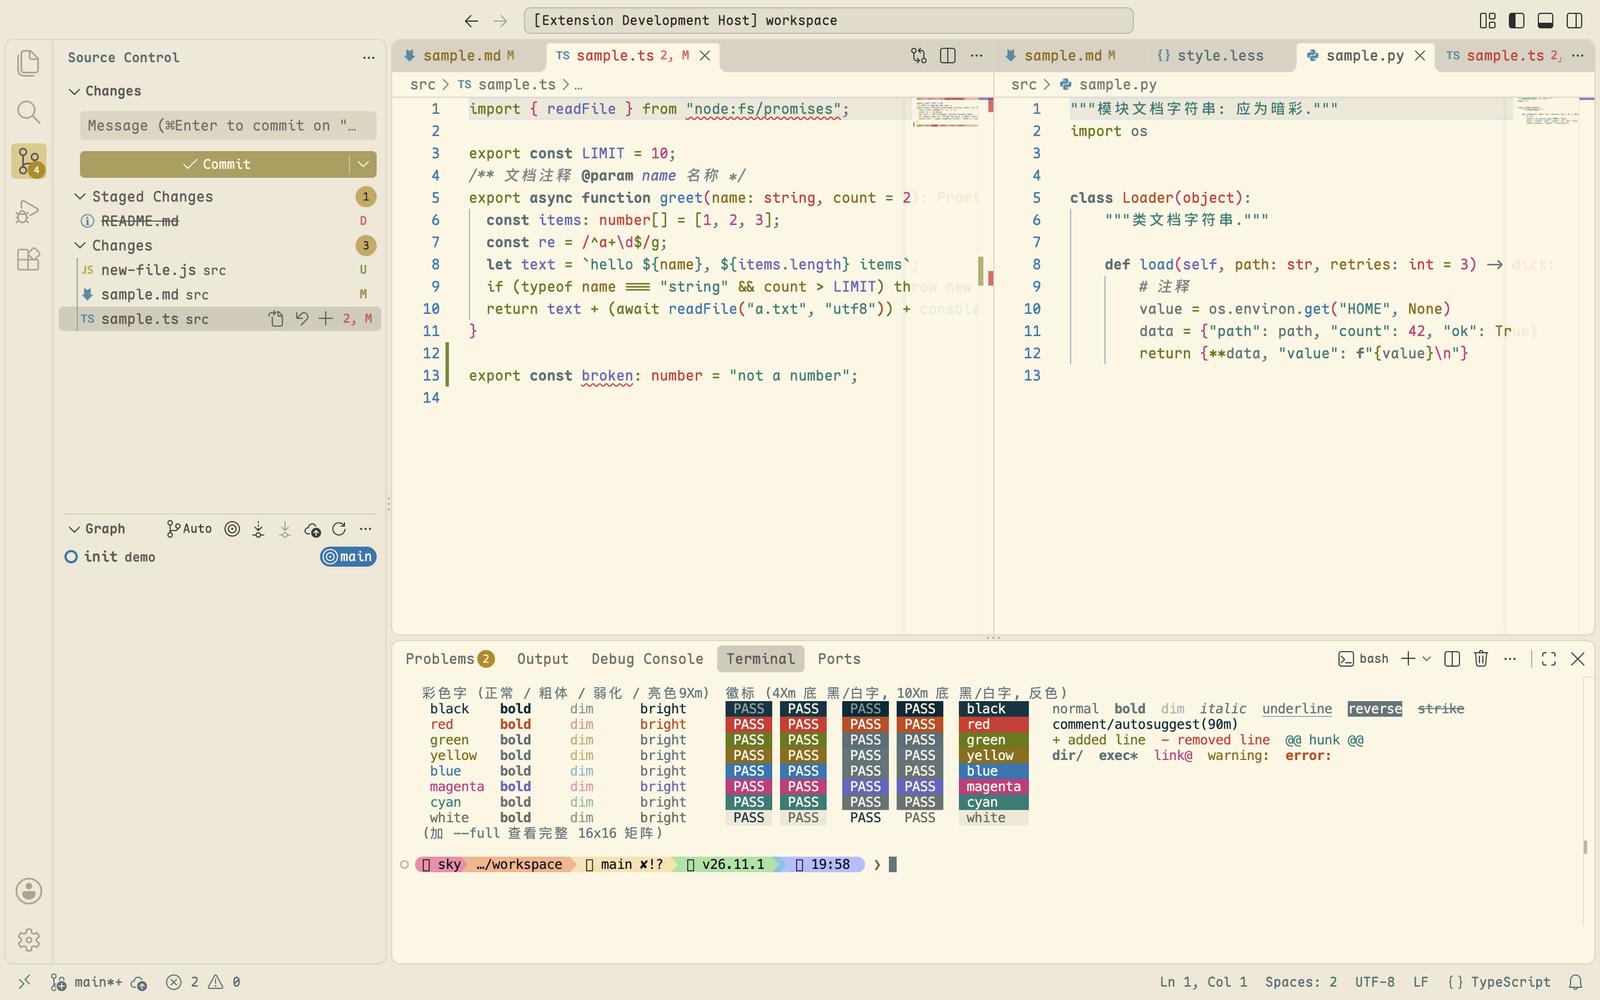 [Extension Development Host] workspace
Source Control
Changes
Message (⌘Enter to commit on "…
Commit
Staged Changes 1
README.md D
Changes 3
new-file.js src U
sample.md src M
sample.ts src 2, M
Graph Auto
init demo main
sample.md M
TS sample.ts 2, M
src > TS sample.ts > …
1 import { readFile } from "node:fs/promises";
2
3 export const LIMIT = 10;
4 /** 文档注释 @param name 名称 */
5 export async function greet(name: string, count = 2): Promi
6 const items: number[] = [1, 2, 3];
7 const re = /^a+\d$/g;
8 let text = `hello ${name}, ${items.length} items`;
9 if (typeof name === "string" && count > LIMIT) throw new
10 return text + (await readFile("a.txt", "utf8")) + console
11 }
12
13 export const broken: number = "not a number";
14
sample.md M
{} style.less
sample.py
TS sample.ts 2,
src > sample.py
1 """模块文档字符串: 应为暗彩."""
2 import os
3
4
5 class Loader(object):
6 """类文档字符串."""
7
8 def load(self, path: str, retries: int = 3) -> dict:
9 # 注释
10 value = os.environ.get("HOME", None)
11 data = {"path": path, "count": 42, "ok": True}
12 return {**data, "value": f"{value}\n"}
13
Problems 2 Output Debug Console Terminal Ports
bash
彩色字 (正常 / 粗体 / 弱化 / 亮色9Xm) 徽标 (4Xm 底 黑/白字, 10Xm 底 黑/白字, 反色)
black bold dim bright PASS PASS PASS PASS black normal bold dim italic underline reverse strike
red bold dim bright PASS PASS PASS PASS red comment/autosuggest(90m)
green bold dim bright PASS PASS PASS PASS green + added line - removed line @@ hunk @@
yellow bold dim bright PASS PASS PASS PASS yellow dir/ exec* link@ warning: error:
blue bold dim bright PASS PASS PASS PASS blue
magenta bold dim bright PASS PASS PASS PASS magenta
cyan bold dim bright PASS PASS PASS PASS cyan
white bold dim bright PASS PASS PASS PASS white
(加 --full 查看完整 16x16 矩阵)
sky …/workspace main ✘!? v26.11.1 19:58 ❯
main*+ 2 0
Ln 1, Col 1 Spaces: 2 UTF-8 LF {} TypeScript